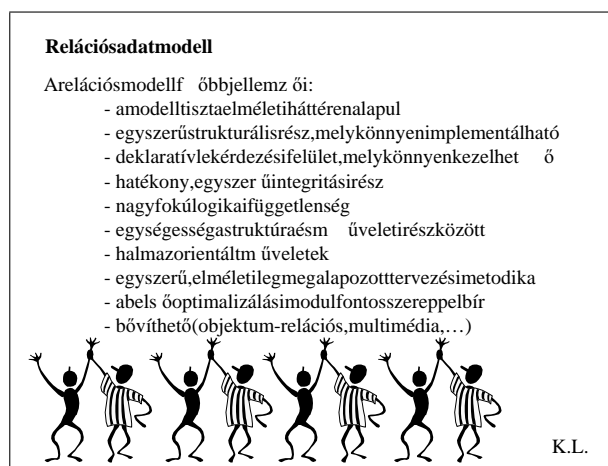 Relációsadatmodell
Arelációsmodellf őbbjellemz ői:
- amodelltisztaelméletiháttérenalapul
- egyszerűstrukturálisrész,melykönnyenimplementálható
- deklaratívlekérdezésifelület,melykönnyenkezelhet ő
- hatékony,egyszer űintegritásirész
- nagyfokúlogikaifüggetlenség
- egységességastruktúraésm űveletirészközött
- halmazorientáltm űveletek
- egyszerű,elméletilegmegalapozotttervezésimetodika
- abels őoptimalizálásimodulfontosszereppelbír
- bővíthető(objektum-relációs,multimédia,…)
K.L.